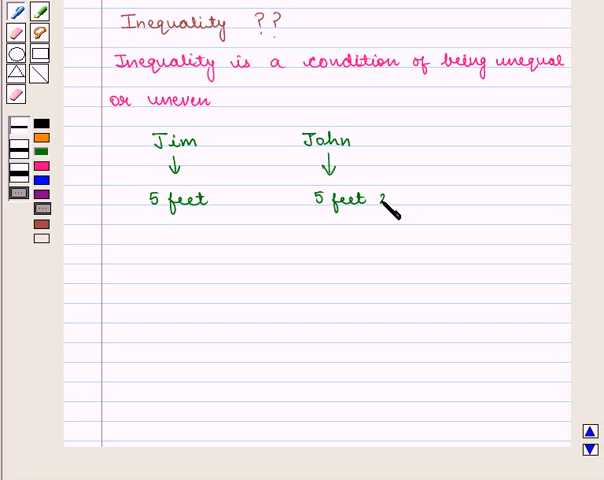 Inequality ??
Inequality is a condition of being unequal
or uneven
Jim John
↓ ↓
5 feet 5 feet